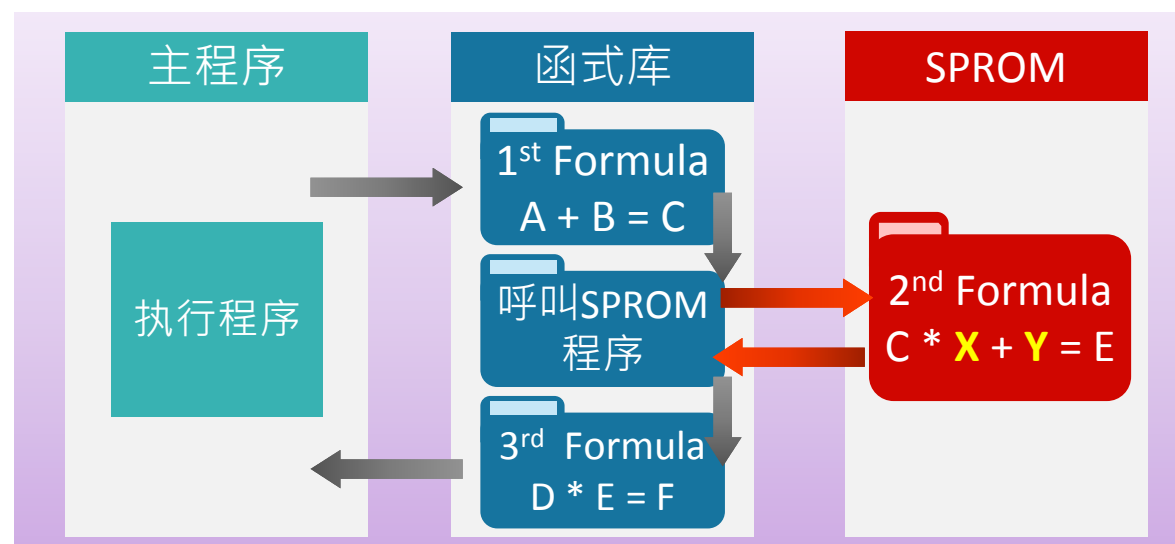 主程序
执行程序
函式库
1st Formula
A + B = C
呼叫SPROM
程序
3rd Formula
D * E = F
SPROM
2nd Formula
C * X + Y = E